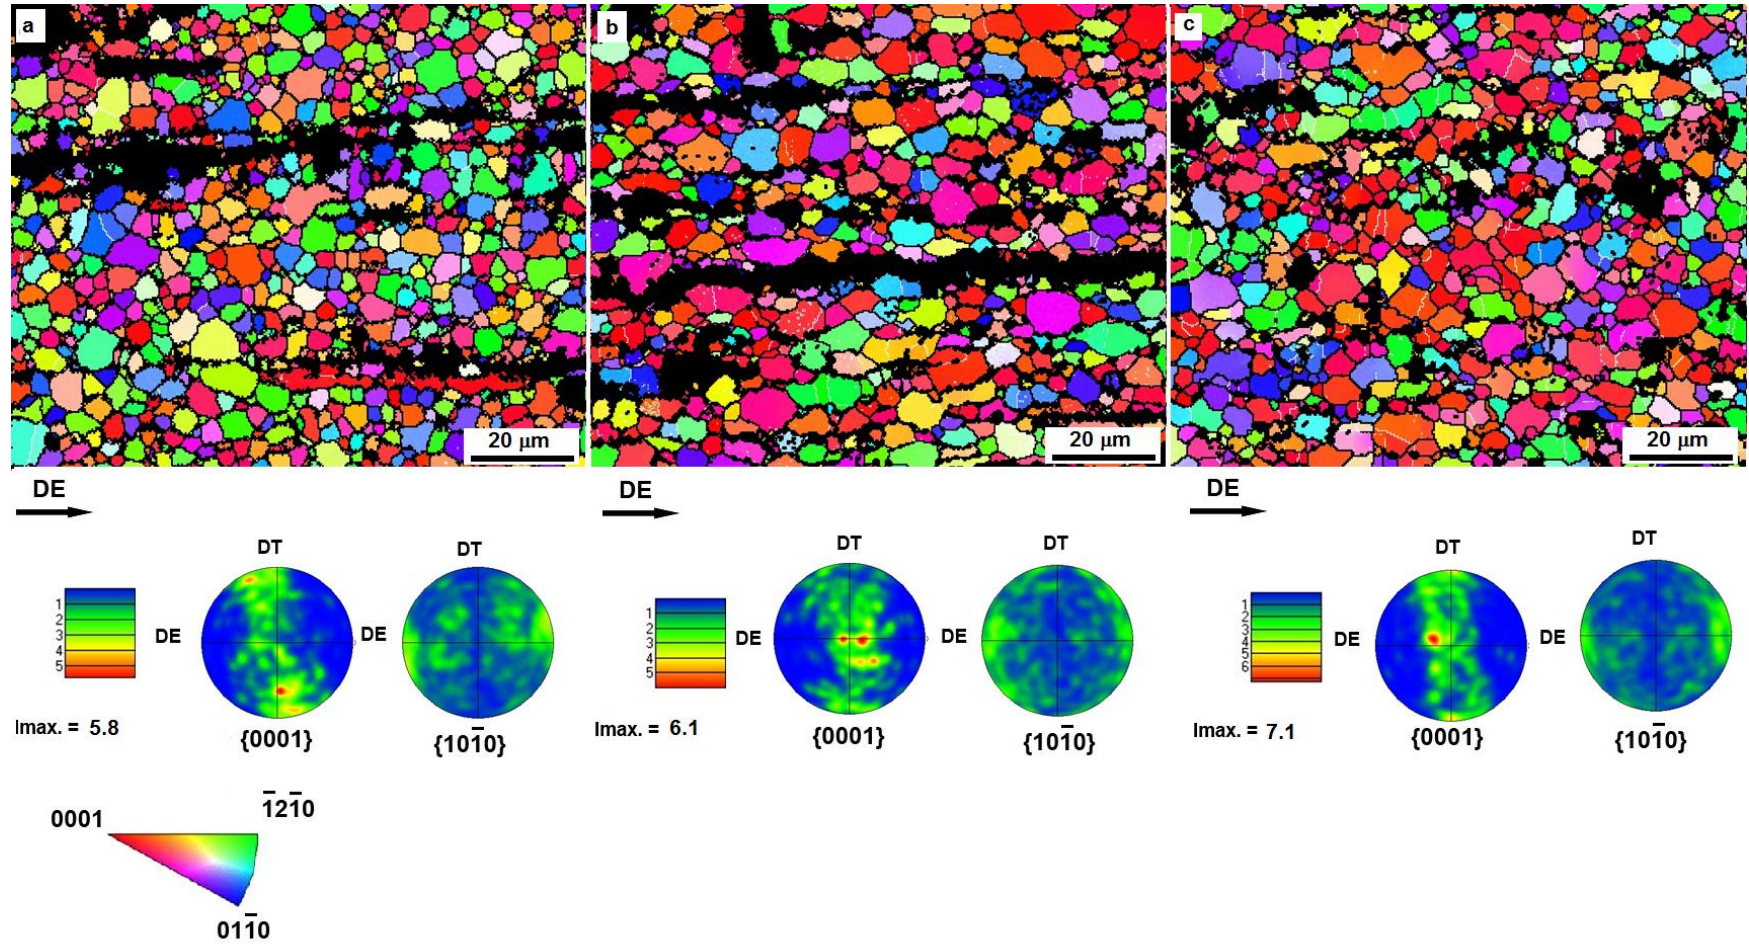 a
b
c
20 μm
20 μm
20 μm
DE
DE
DE
DT
DT
DT
DT
DT
DT
1
2
3
4
5
DE
DE
1
2
3
4
5
DE
DE
1
2
3
4
5
6
DE
DE
Imax. = 5.8
{0001}
{101̅0}
Imax. = 6.1
{0001}
{101̅0}
Imax. = 7.1
{0001}
{101̅0}
1̅21̅0
0001
011̅0